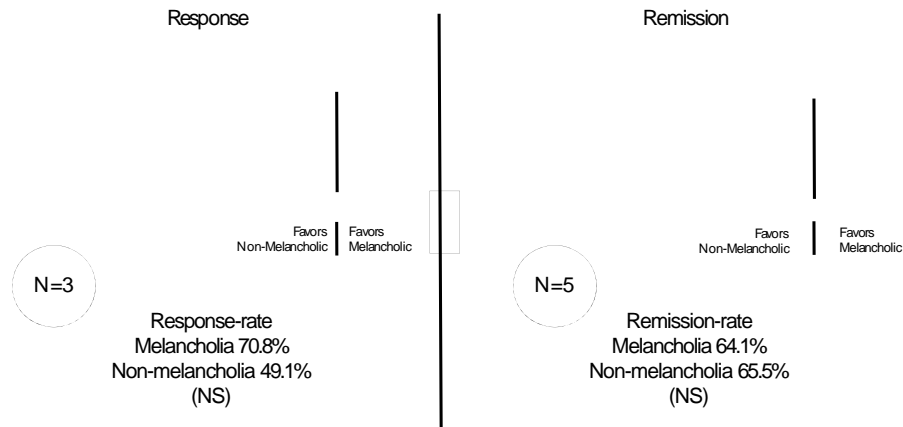 Response
Favors Favors
Non-Melancholic Melancholic
N=3
Response-rate
Melancholia 70.8%
Non-melancholia 49.1%
(NS)
Remission
Favors Favors
Non-Melancholic Melancholic
N=5
Remission-rate
Melancholia 64.1%
Non-melancholia 65.5%
(NS)